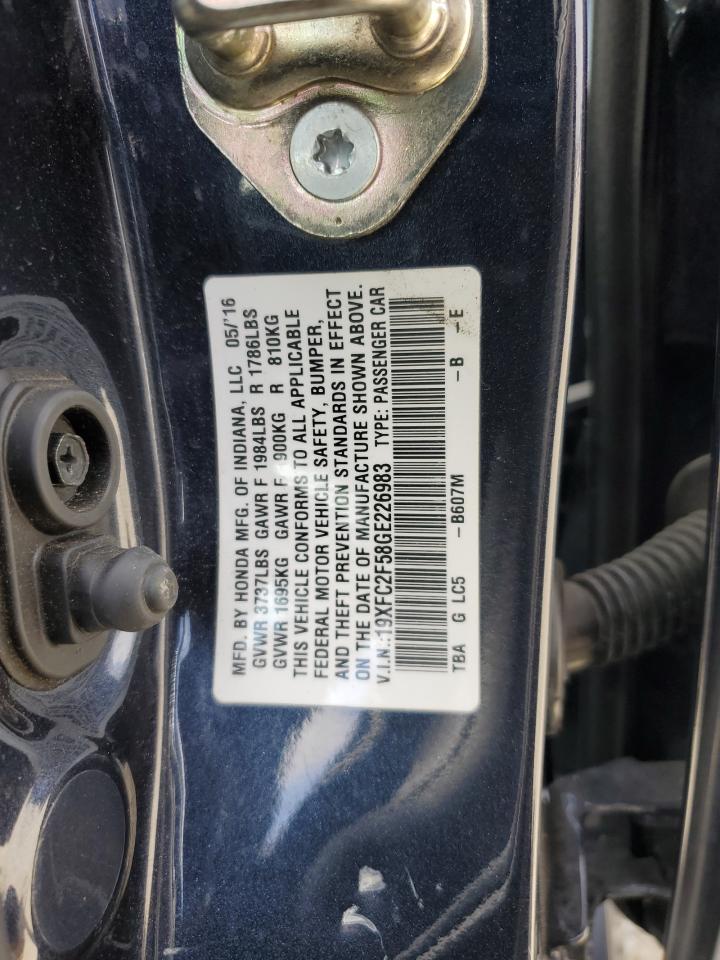 MFD. BY HONDA MFG. OF INDIANA, LLC 05/'16
GVWR 3737LBS GAWR F 1984LBS R 1786LBS
GVWR 1695KG GAWR F 900KG R 810KG
THIS VEHICLE CONFORMS TO ALL APPLICABLE
FEDERAL MOTOR VEHICLE SAFETY, BUMPER,
AND THEFT PREVENTION STANDARDS IN EFFECT
ON THE DATE OF MANUFACTURE SHOWN ABOVE.
V.I.N.: 19XFC2F58GE226983 TYPE: PASSENGER CAR
TBA G LC5 -B607M -B -E